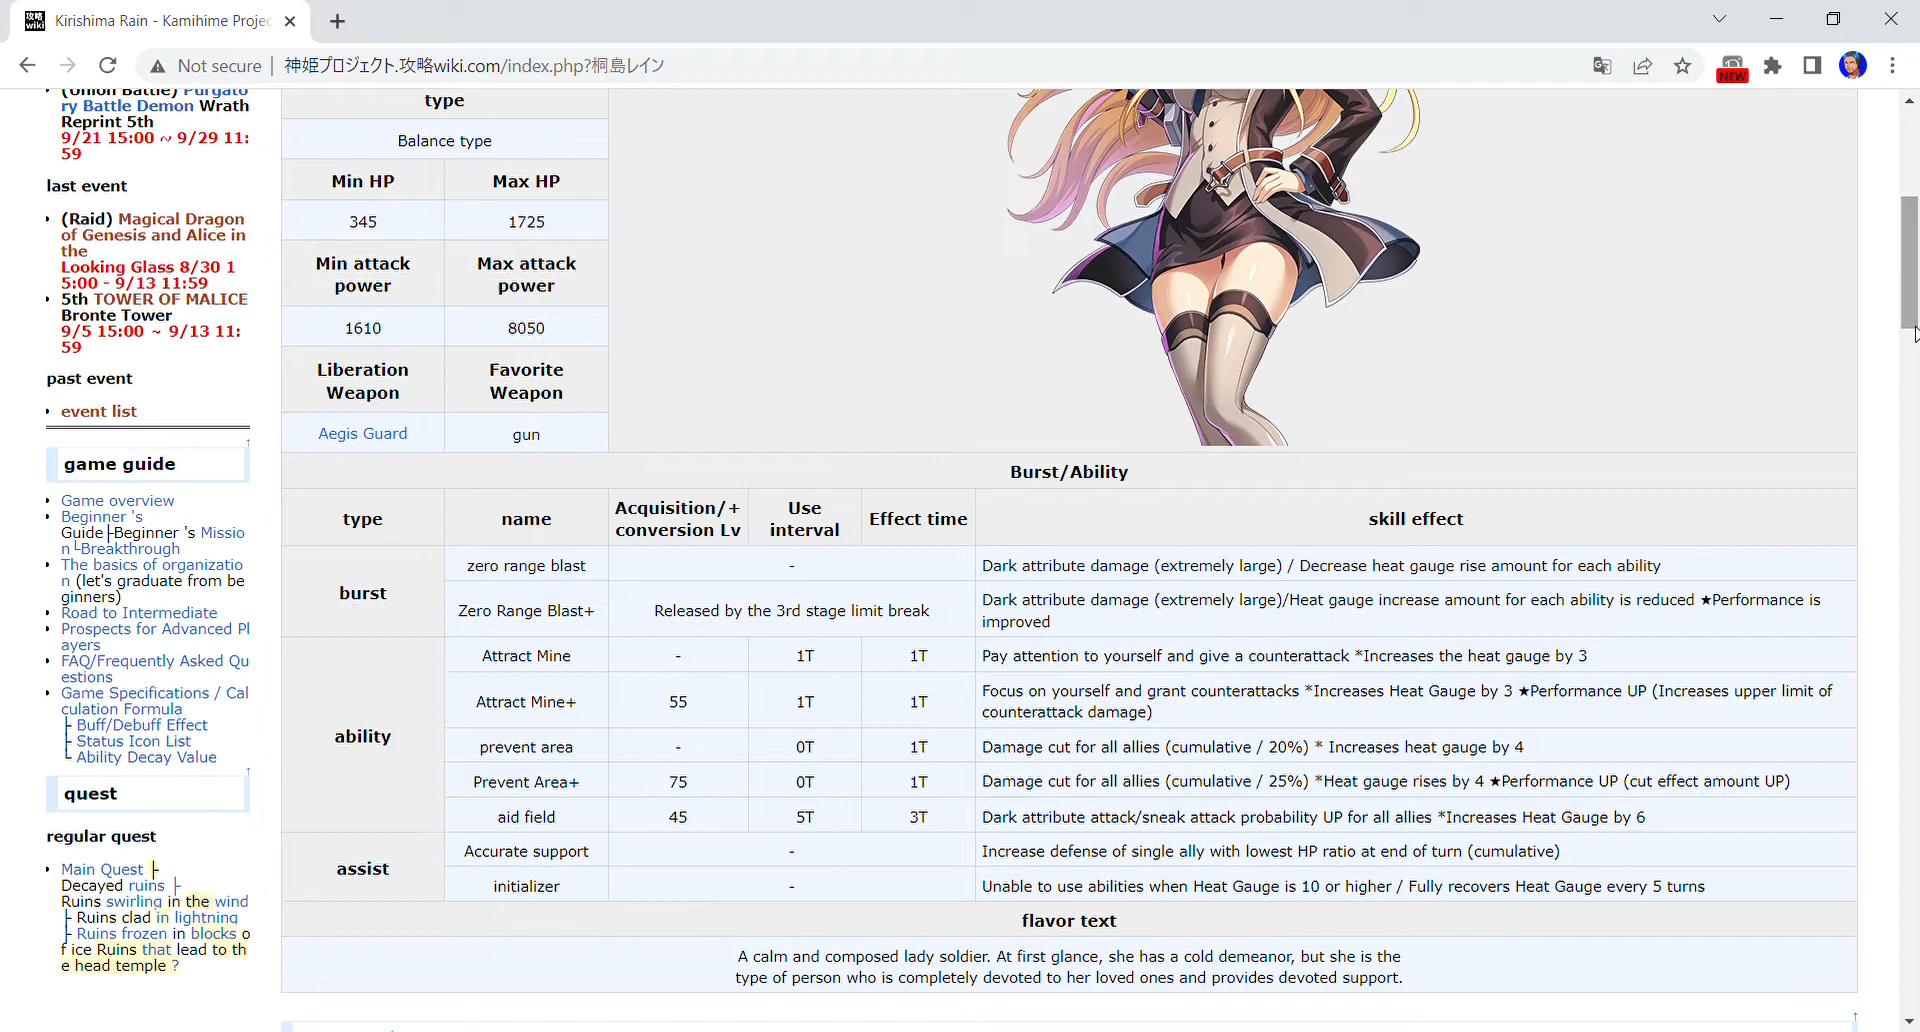 Kirishima Rain - Kamihime Projec
Not secure | 神姫プロジェクト.攻略wiki.com/index.php?桐島レイン
NEW
(Union Battle) Purgato
ry Battle Demon Wrath
Reprint 5th
9/21 15:00 ~ 9/29 11:
59
last event
(Raid) Magical Dragon
of Genesis and Alice in
the
Looking Glass 8/30 1
5:00 - 9/13 11:59
5th TOWER OF MALICE
Bronte Tower
9/5 15:00 ~ 9/13 11:
59
past event
event list
game guide
Game overview
Beginner 's
Guide├Beginner 's Missio
n└Breakthrough
The basics of organizatio
n (let's graduate from be
ginners)
Road to Intermediate
Prospects for Advanced Pl
ayers
FAQ/Frequently Asked Qu
estions
Game Specifications / Cal
culation Formula
├ Buff/Debuff Effect
├ Status Icon List
└ Ability Decay Value
quest
regular quest
Main Quest ├
Decayed ruins ├
Ruins swirling in the wind
├ Ruins clad in lightning
├ Ruins frozen in blocks o
f ice Ruins that lead to th
e head temple ?
type
Balance type
Min HP Max HP
345 1725
Min attack power Max attack power
1610 8050
Liberation Weapon Favorite Weapon
Aegis Guard gun
Burst/Ability
type name Acquisition/+ conversion Lv Use interval Effect time skill effect
burst
zero range blast - Dark attribute damage (extremely large) / Decrease heat gauge rise amount for each ability
Zero Range Blast+ Released by the 3rd stage limit break Dark attribute damage (extremely large)/Heat gauge increase amount for each ability is reduced ★Performance is
improved
ability
Attract Mine - 1T 1T Pay attention to yourself and give a counterattack *Increases the heat gauge by 3
Attract Mine+ 55 1T 1T Focus on yourself and grant counterattacks *Increases Heat Gauge by 3 ★Performance UP (Increases upper limit of
counterattack damage)
prevent area - 0T 1T Damage cut for all allies (cumulative / 20%) * Increases heat gauge by 4
Prevent Area+ 75 0T 1T Damage cut for all allies (cumulative / 25%) *Heat gauge rises by 4 ★Performance UP (cut effect amount UP)
aid field 45 5T 3T Dark attribute attack/sneak attack probability UP for all allies *Increases Heat Gauge by 6
assist
Accurate support - Increase defense of single ally with lowest HP ratio at end of turn (cumulative)
initializer - Unable to use abilities when Heat Gauge is 10 or higher / Fully recovers Heat Gauge every 5 turns
flavor text
A calm and composed lady soldier. At first glance, she has a cold demeanor, but she is the
type of person who is completely devoted to her loved ones and provides devoted support.